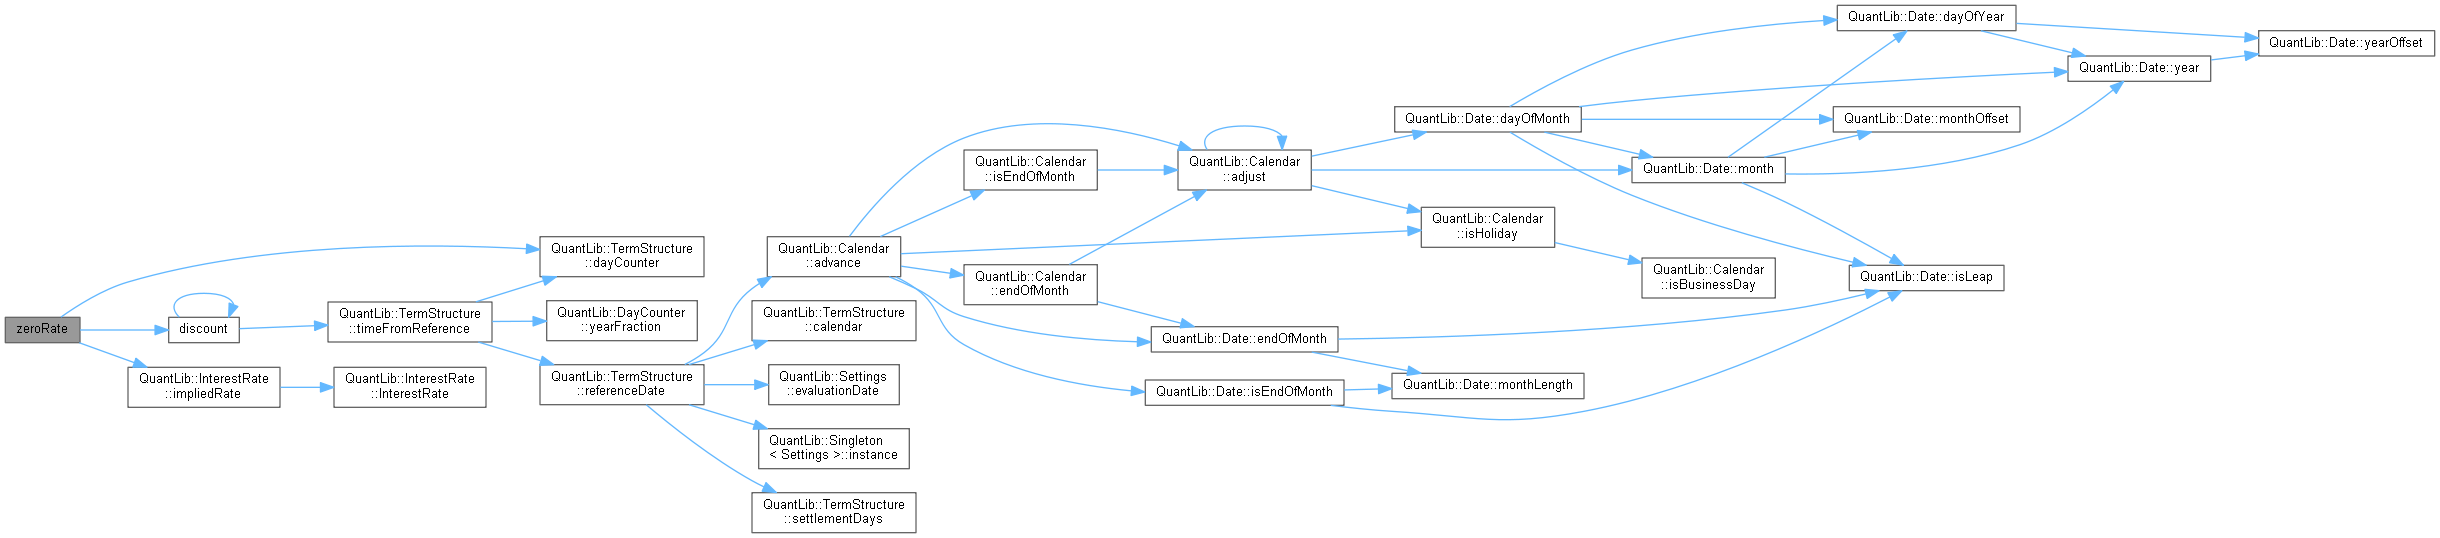 zeroRate
discount
QuantLib::InterestRate
::impliedRate
QuantLib::TermStructure
::timeFromReference
QuantLib::InterestRate
::InterestRate
QuantLib::TermStructure
::dayCounter
QuantLib::DayCounter
::yearFraction
QuantLib::TermStructure
::referenceDate
QuantLib::Calendar
::advance
QuantLib::TermStructure
::calendar
QuantLib::Settings
::evaluationDate
QuantLib::Singleton
< Settings >::instance
QuantLib::TermStructure
::settlementDays
QuantLib::Calendar
::isEndOfMonth
QuantLib::Calendar
::endOfMonth
QuantLib::Calendar
::adjust
QuantLib::Date::endOfMonth
QuantLib::Date::isEndOfMonth
QuantLib::Date::dayOfMonth
QuantLib::Calendar
::isHoliday
QuantLib::Date::monthLength
QuantLib::Date::month
QuantLib::Calendar
::isBusinessDay
QuantLib::Date::dayOfYear
QuantLib::Date::monthOffset
QuantLib::Date::isLeap
QuantLib::Date::year
QuantLib::Date::yearOffset